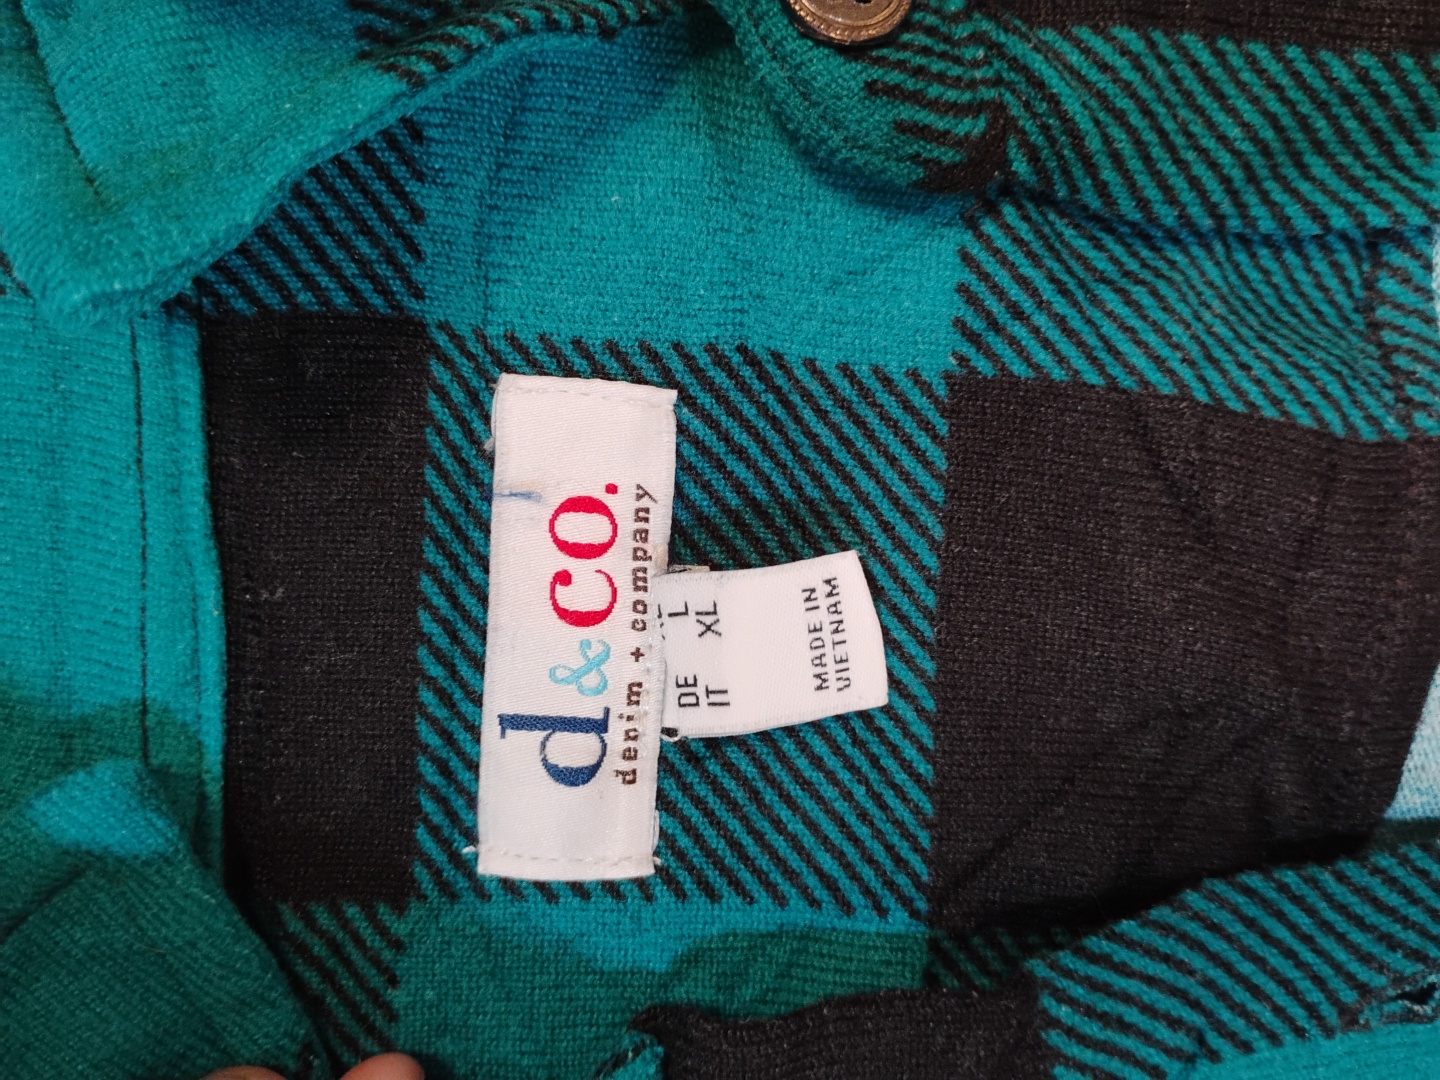 d&co.
denim + company
DE L
IT XL
MADE IN
VIETNAM